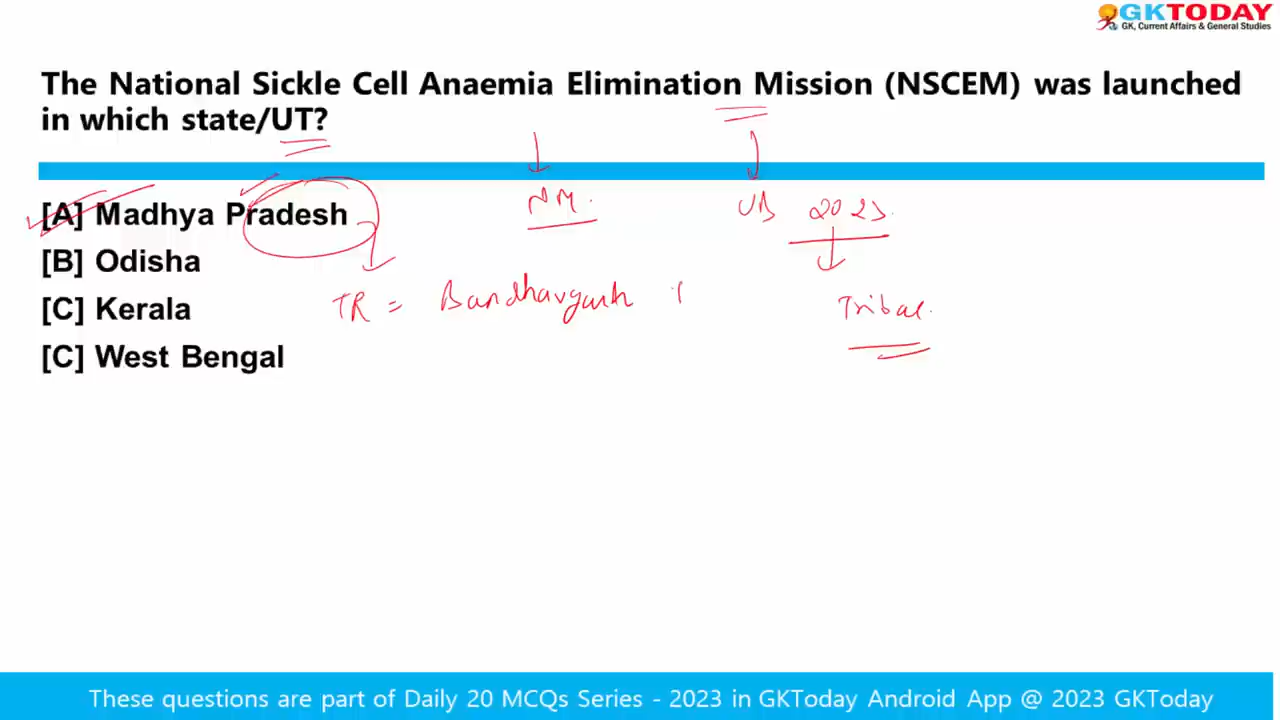 GKTODAY
GK, Current Affairs & General Studies
The National Sickle Cell Anaemia Elimination Mission (NSCEM) was launched
in which state/UT?
[A] Madhya Pradesh
NM.
UB 2023.
[B] Odisha
[C] Kerala
TR = Bandhavgarh
Tribal.
[C] West Bengal
These questions are part of Daily 20 MCQs Series - 2023 in GKToday Android App @ 2023 GKToday